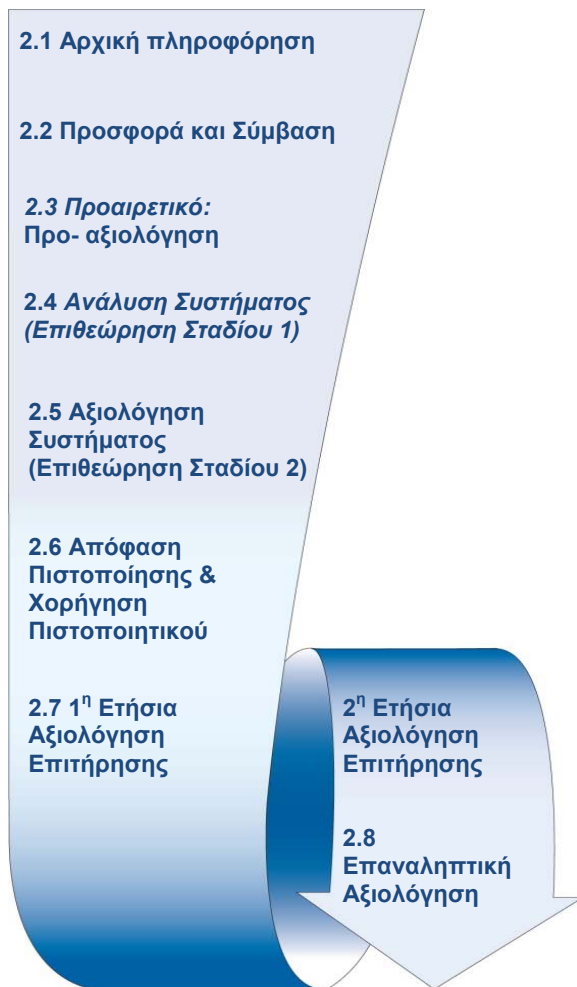 2.1 Αρχική πληροφόρηση
2.2 Προσφορά και Σύμβαση
2.3 Προαιρετικό:
Προ- αξιολόγηση
2.4 Ανάλυση Συστήματος
(Επιθεώρηση Σταδίου 1)
2.5 Αξιολόγηση
Συστήματος
(Επιθεώρηση Σταδίου 2)
2.6 Απόφαση
Πιστοποίησης &
Χορήγηση
Πιστοποιητικού
2.7 1η Ετήσια
Αξιολόγηση
Επιτήρησης
2η Ετήσια
Αξιολόγηση
Επιτήρησης
2.8
Επαναληπτική
Αξιολόγηση